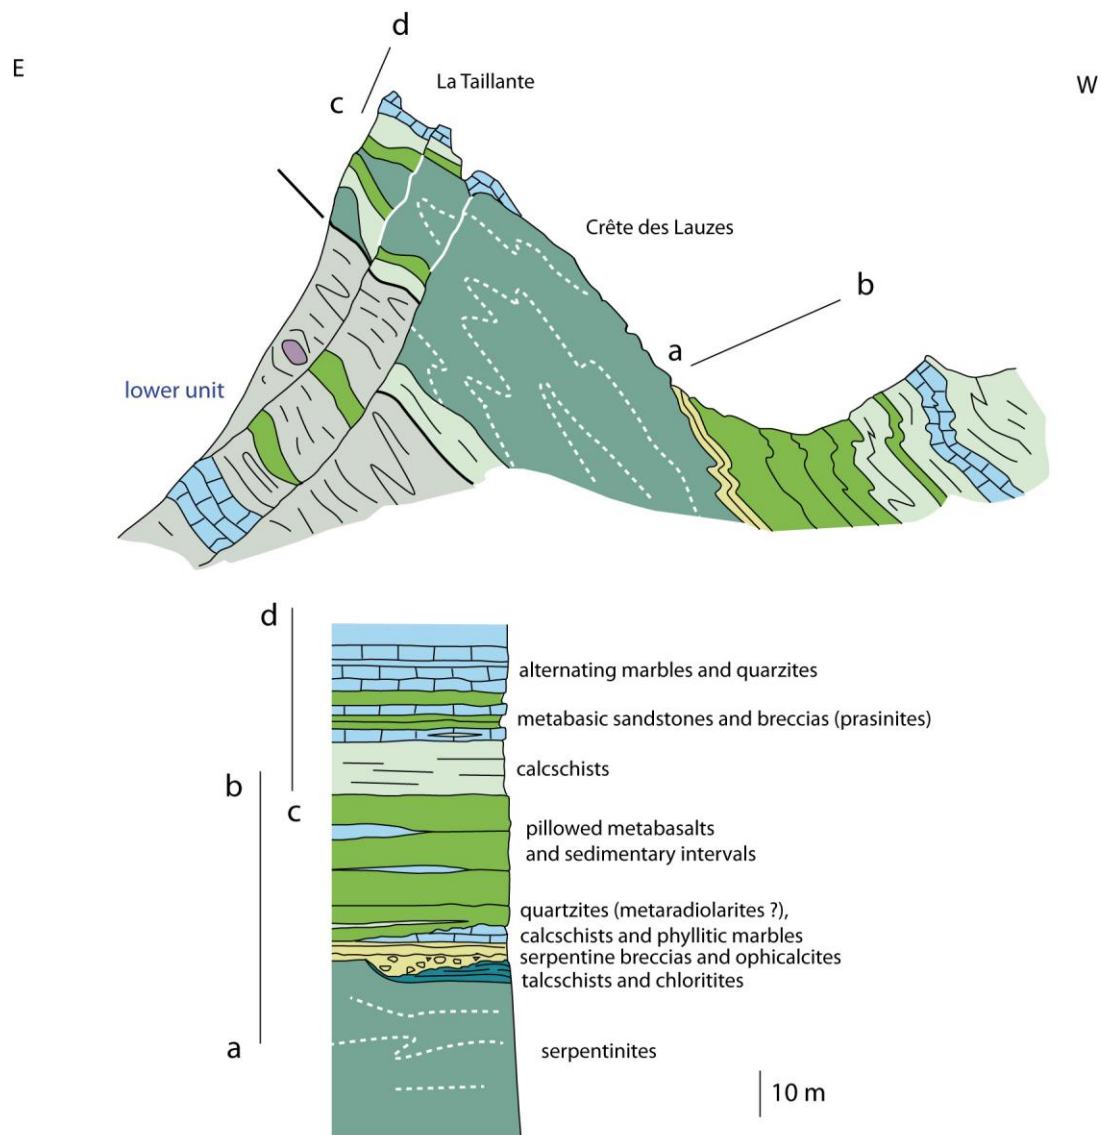 d
E
La Taillante
W
c
Crête des Lauzes
b
a
lower unit
d
alternating marbles and quarzites
metabasic sandstones and breccias (prasinites)
calcschists
b
c
pillowed metabasalts
and sedimentary intervals
quartzites (metaradiolarites ?),
calcschists and phyllitic marbles
serpentine breccias and ophicalcites
talcschists and chloritites
a
serpentinites
10 m